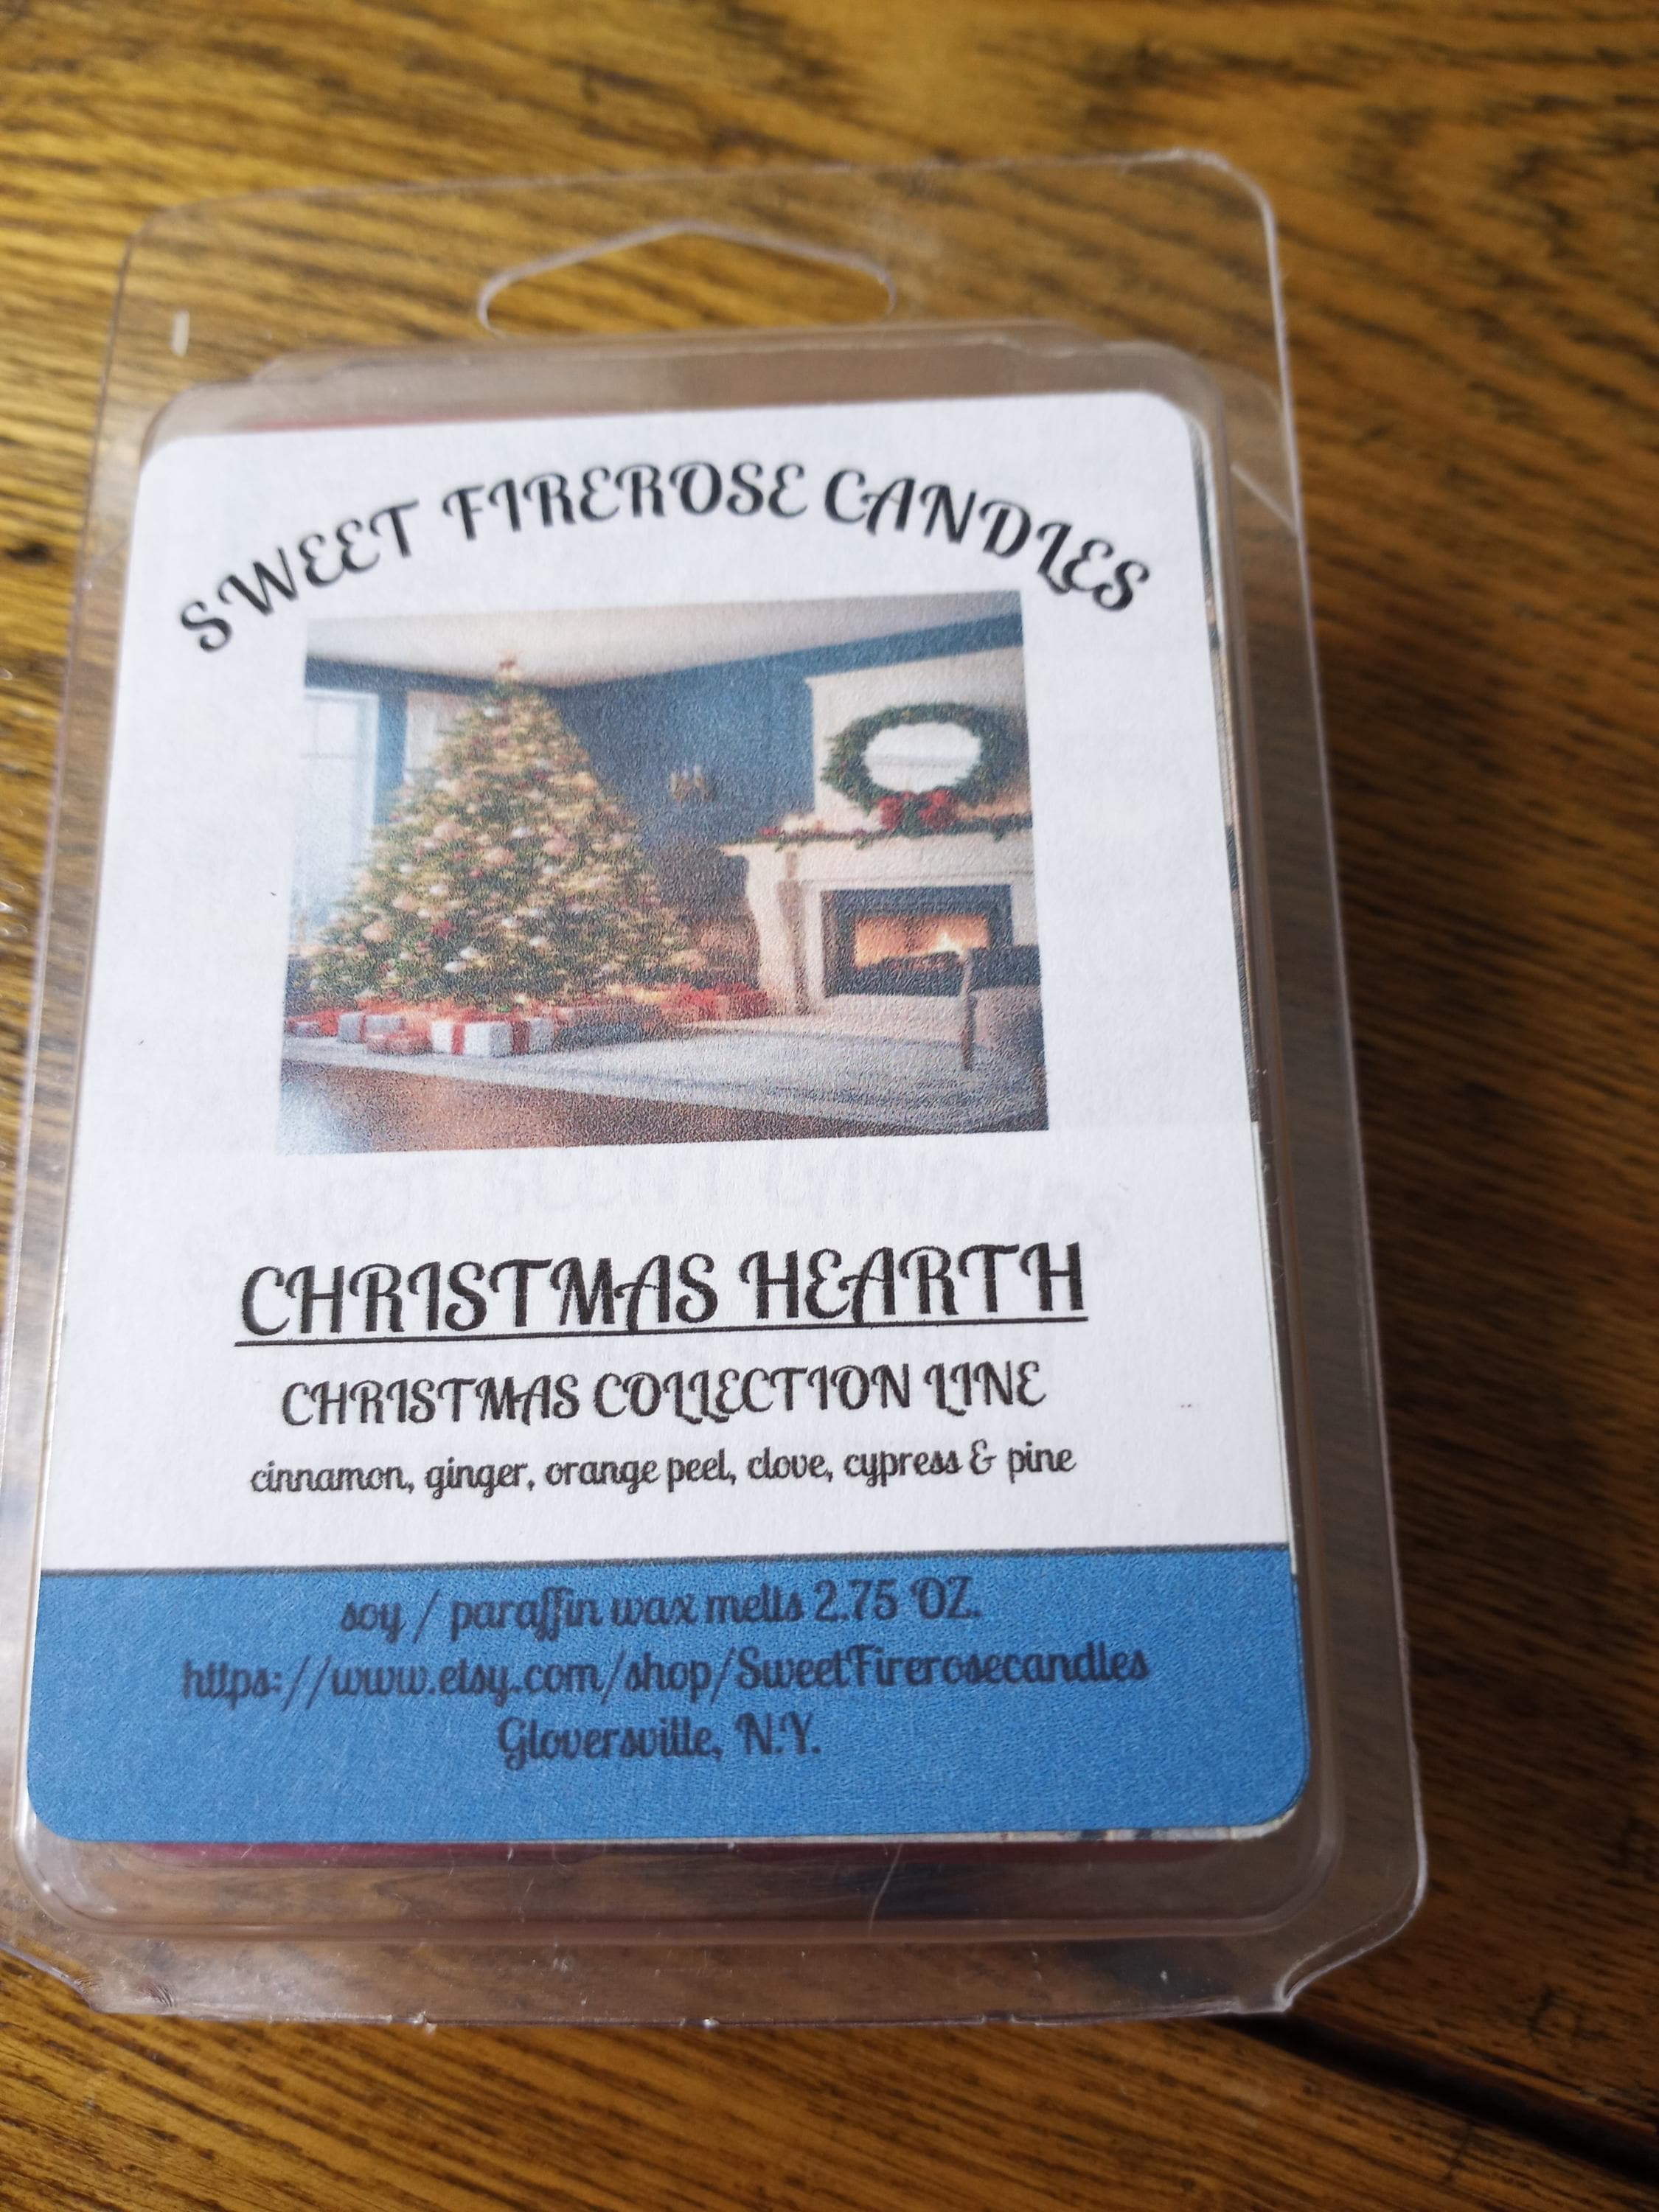 SWEET FIREROSE CANDLES
CHRISTMAS HEARTH
CHRISTMAS COLLECTION LINE
cinnamon, ginger, orange peel, clove, cypress & pine
soy / paraffin wax melts 2.75 OZ.
https://www.etsy.com/shop/SweetFirerosecandles
Gloversville, N.Y.